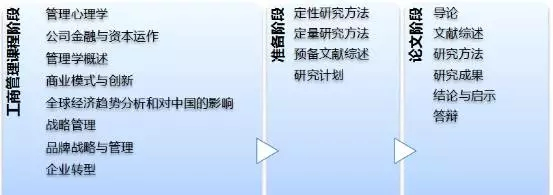 工商管理课程阶段
管理心理学
公司金融与资本运作
管理学概述
商业模式与创新
全球经济趋势分析和对中国的影响
战略管理
品牌战略与管理
企业转型
准备阶段
定性研究方法
定量研究方法
预备文献综述
研究计划
论文阶段
导论
文献综述
研究方法
研究成果
结论与启示
答辩